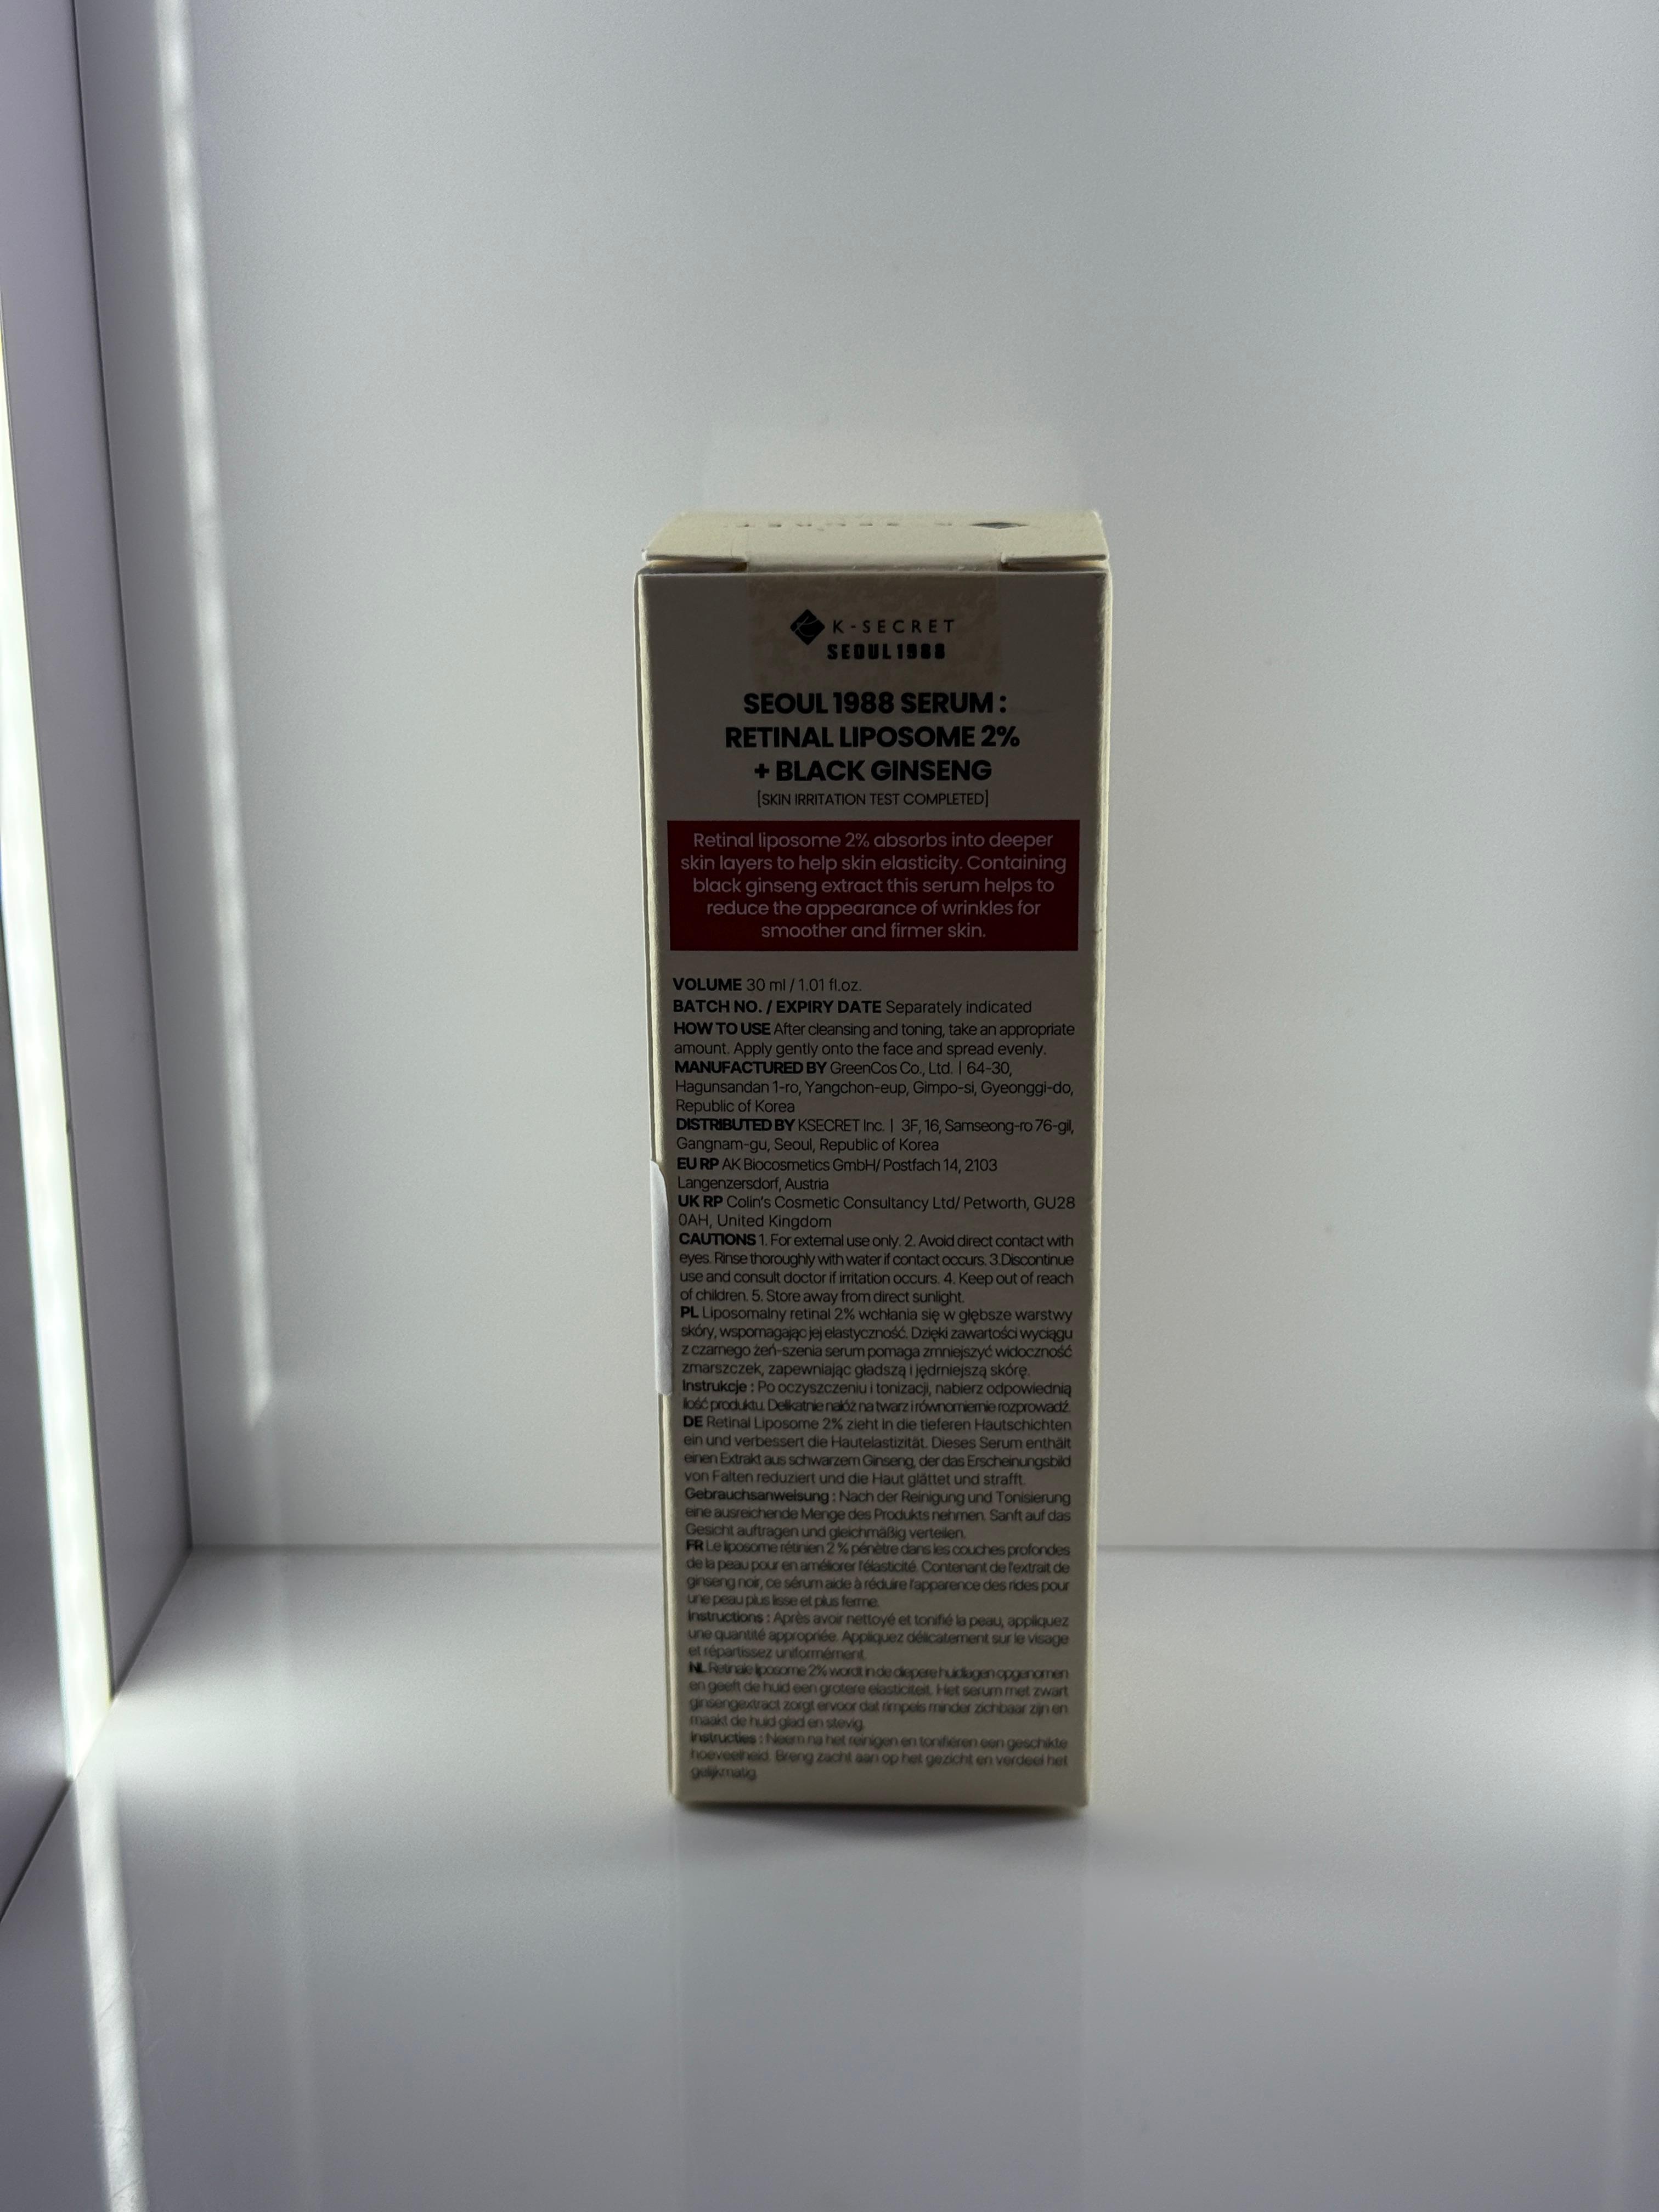 K-SECRET
K-SECRET
SEOUL 1988
SEOUL 1988 SERUM :
RETINAL LIPOSOME 2%
+ BLACK GINSENG
[SKIN IRRITATION TEST COMPLETED]
Retinal liposome 2% absorbs into deeper
skin layers to help skin elasticity. Containing
black ginseng extract this serum helps to
reduce the appearance of wrinkles for
smoother and firmer skin.
VOLUME 30 ml / 1.01 fl.oz.
BATCH NO. / EXPIRY DATE Separately indicated
HOW TO USE After cleansing and toning, take an appropriate
amount. Apply gently onto the face and spread evenly.
MANUFACTURED BY GreenCos Co., Ltd. | 64-30,
Hagunsandan 1-ro, Yangchon-eup, Gimpo-si, Gyeonggi-do,
Republic of Korea
DISTRIBUTED BY KSECRET Inc. | 3F, 16, Samseong-ro 76-gil,
Gangnam-gu, Seoul, Republic of Korea
EU RP AK Biocosmetics GmbH/ Postfach 14, 2103
Langenzersdorf, Austria
UK RP Colin's Cosmetic Consultancy Ltd/ Petworth, GU28
0AH, United Kingdom
CAUTIONS 1. For external use only. 2. Avoid direct contact with
eyes. Rinse thoroughly with water if contact occurs. 3.Discontinue
use and consult doctor if irritation occurs. 4. Keep out of reach
of children. 5. Store away from direct sunlight.
PL Liposomalny retinal 2% wchłania się w głębsze warstwy
skóry, wspomagając jej elastyczność. Dzięki zawartości wyciągu
z czarnego żeń-szenia serum pomaga zmniejszyć widoczność
zmarszczek, zapewniając gładszą i jędrniejszą skórę.
Instrukcje : Po oczyszczeniu i tonizacji, nabierz odpowiednią
ilość produktu. Delikatnie nałóż na twarz i równomiernie rozprowadź.
DE Retinal Liposome 2% zieht in die tieferen Hautschichten
ein und verbessert die Hautelastizität. Dieses Serum enthält
einen Extrakt aus schwarzem Ginseng, der das Erscheinungsbild
von Falten reduziert und die Haut glättet und strafft.
Gebrauchsanweisung : Nach der Reinigung und Tonisierung
eine ausreichende Menge des Produkts nehmen. Sanft auf das
Gesicht auftragen und gleichmäßig verteilen.
FR Le liposome rétinien 2 % pénètre dans les couches profondes
de la peau pour en améliorer l'élasticité. Contenant de l'extrait de
ginseng noir, ce sérum aide à réduire l'apparence des rides pour
une peau plus lisse et plus ferme.
Instructions : Après avoir nettoyé et tonifié la peau, appliquez
une quantité appropriée. Appliquez délicatement sur le visage
et répartissez uniformément.
NL Retinale liposome 2% wordt in de diepere huidlagen opgenomen
en geeft de huid een grotere elasticiteit. Het serum met zwart
ginsengextract zorgt ervoor dat rimpels minder zichbaar zijn en
maakt de huid glad en stevig.
Instructies : Neem na het reinigen en tonifiëren een geschikte
hoeveelheid. Breng zacht aan op het gezicht en verdeel het
gelijkmatig.